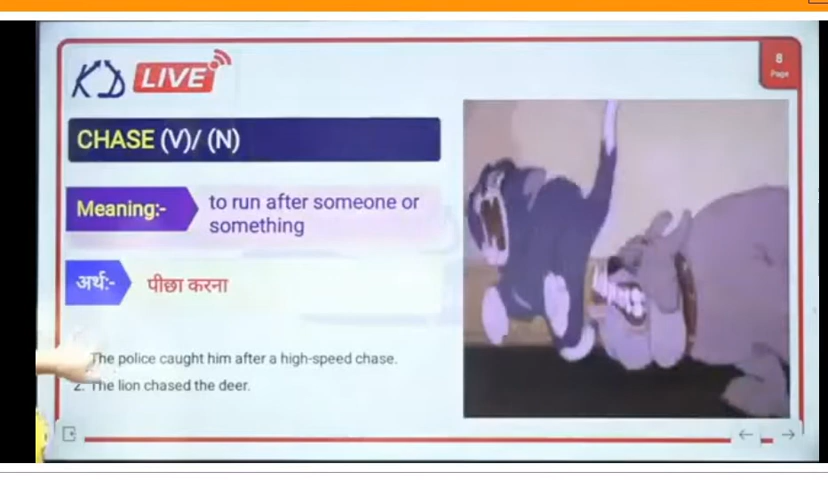 KD LIVE
8
Page
CHASE (V)/ (N)
Meaning:- to run after someone or
something
अर्थ:- पीछा करना
The police caught him after a high-speed chase.
2. The lion chased the deer.